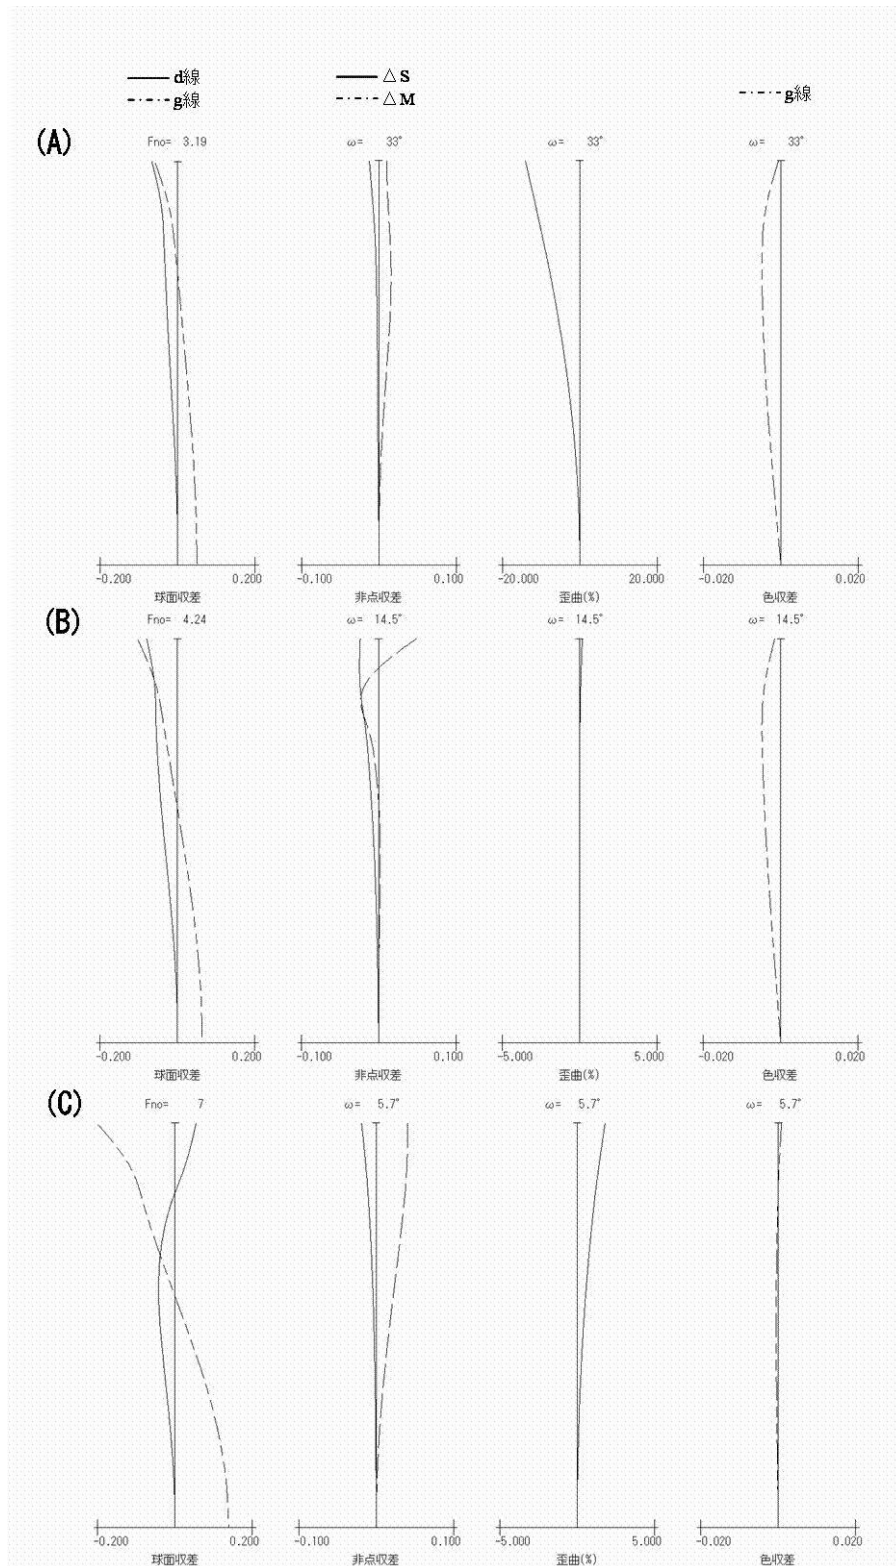 d線 △S
g線 △M g線
(A) Fno= 3.19 ω= 33° ω= 33° ω= 33°
-0.200 0.200 -0.100 0.100 -20.000 20.000 -0.020 0.020
球面収差 非点収差 歪曲(%) 色収差
(B) Fno= 4.24 ω= 14.5° ω= 14.5° ω= 14.5°
-0.200 0.200 -0.100 0.100 -5.000 5.000 -0.020 0.020
球面収差 非点収差 歪曲(%) 色収差
(C) Fno= 7 ω= 5.7° ω= 5.7° ω= 5.7°
-0.200 0.200 -0.100 0.100 -5.000 5.000 -0.020 0.020
球面収差 非点収差 歪曲(%) 色収差